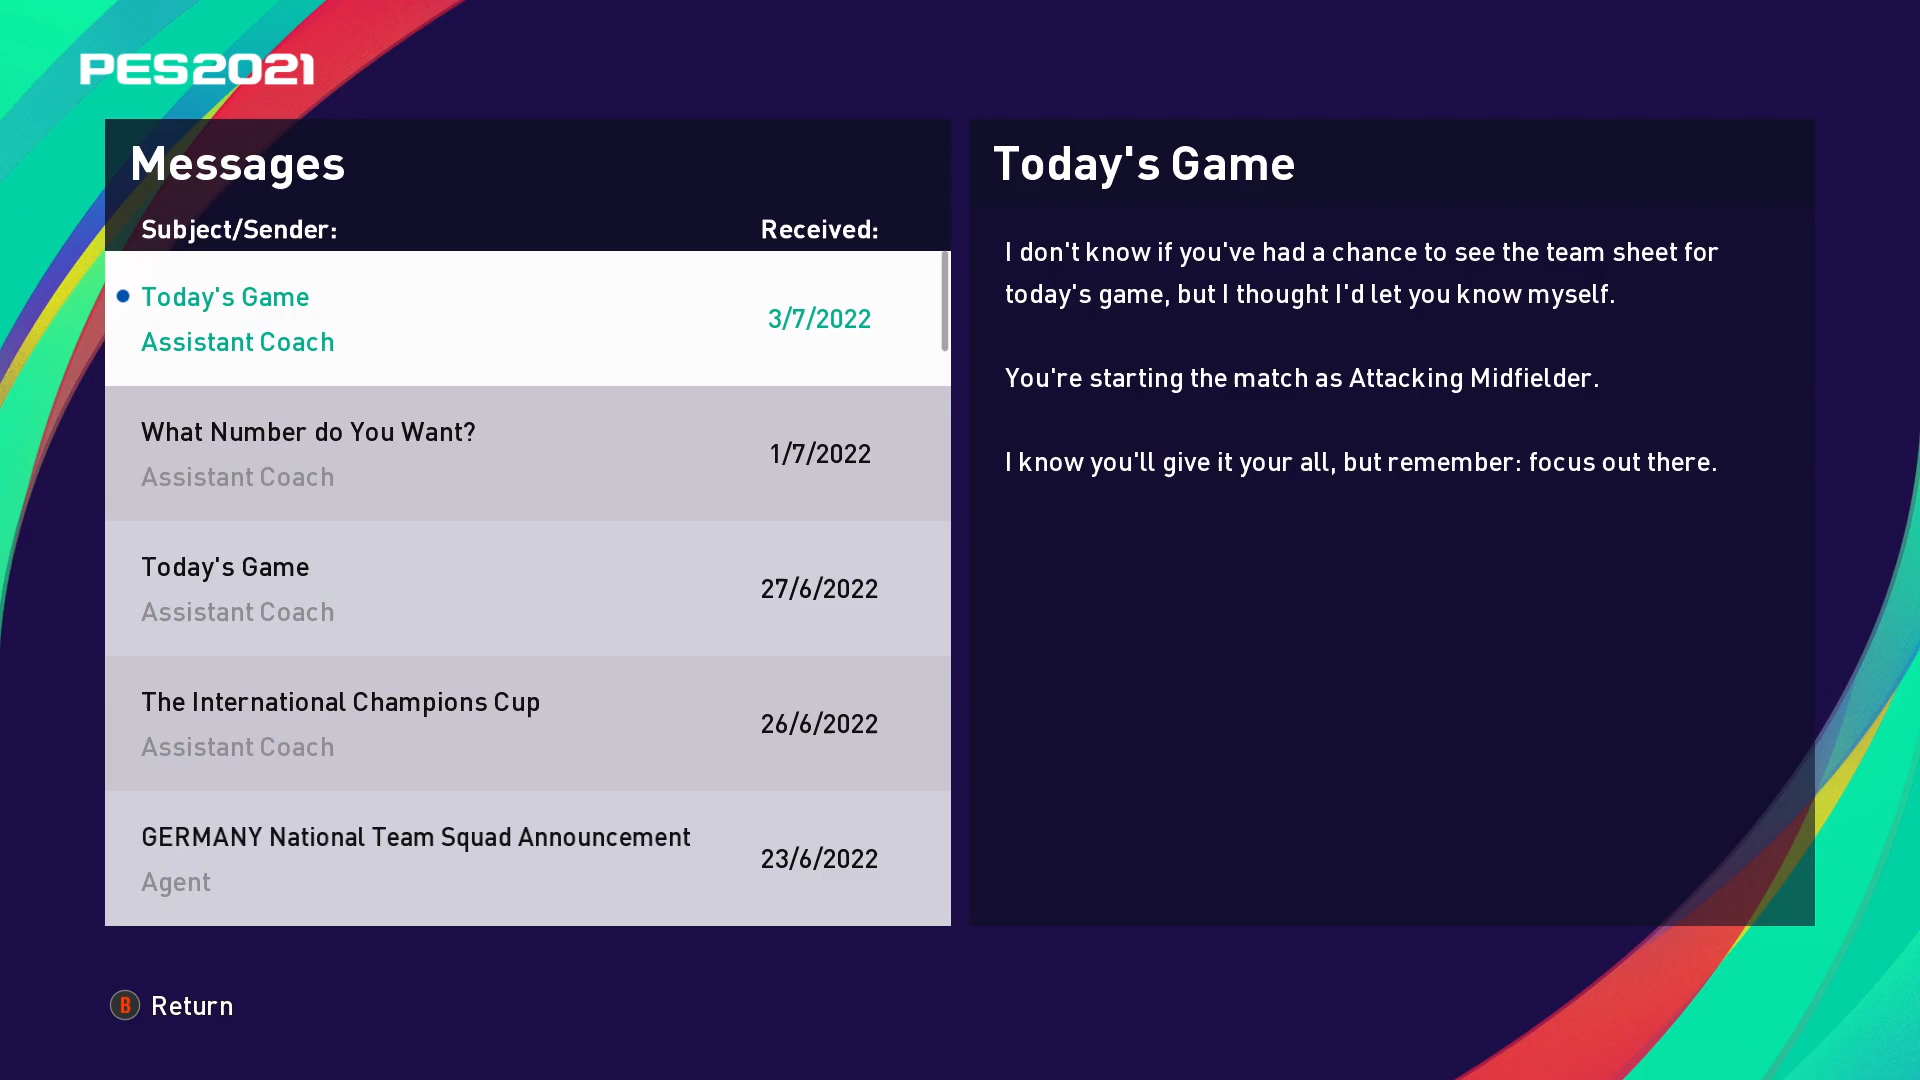 PES2021
Messages
Subject/Sender:
Received:
Today's Game
Assistant Coach
3/7/2022
What Number do You Want?
Assistant Coach
1/7/2022
Today's Game
Assistant Coach
27/6/2022
The International Champions Cup
Assistant Coach
26/6/2022
GERMANY National Team Squad Announcement
Agent
23/6/2022
Today's Game
I don't know if you've had a chance to see the team sheet for
today's game, but I thought I'd let you know myself.
You're starting the match as Attacking Midfielder.
I know you'll give it your all, but remember: focus out there.
B Return